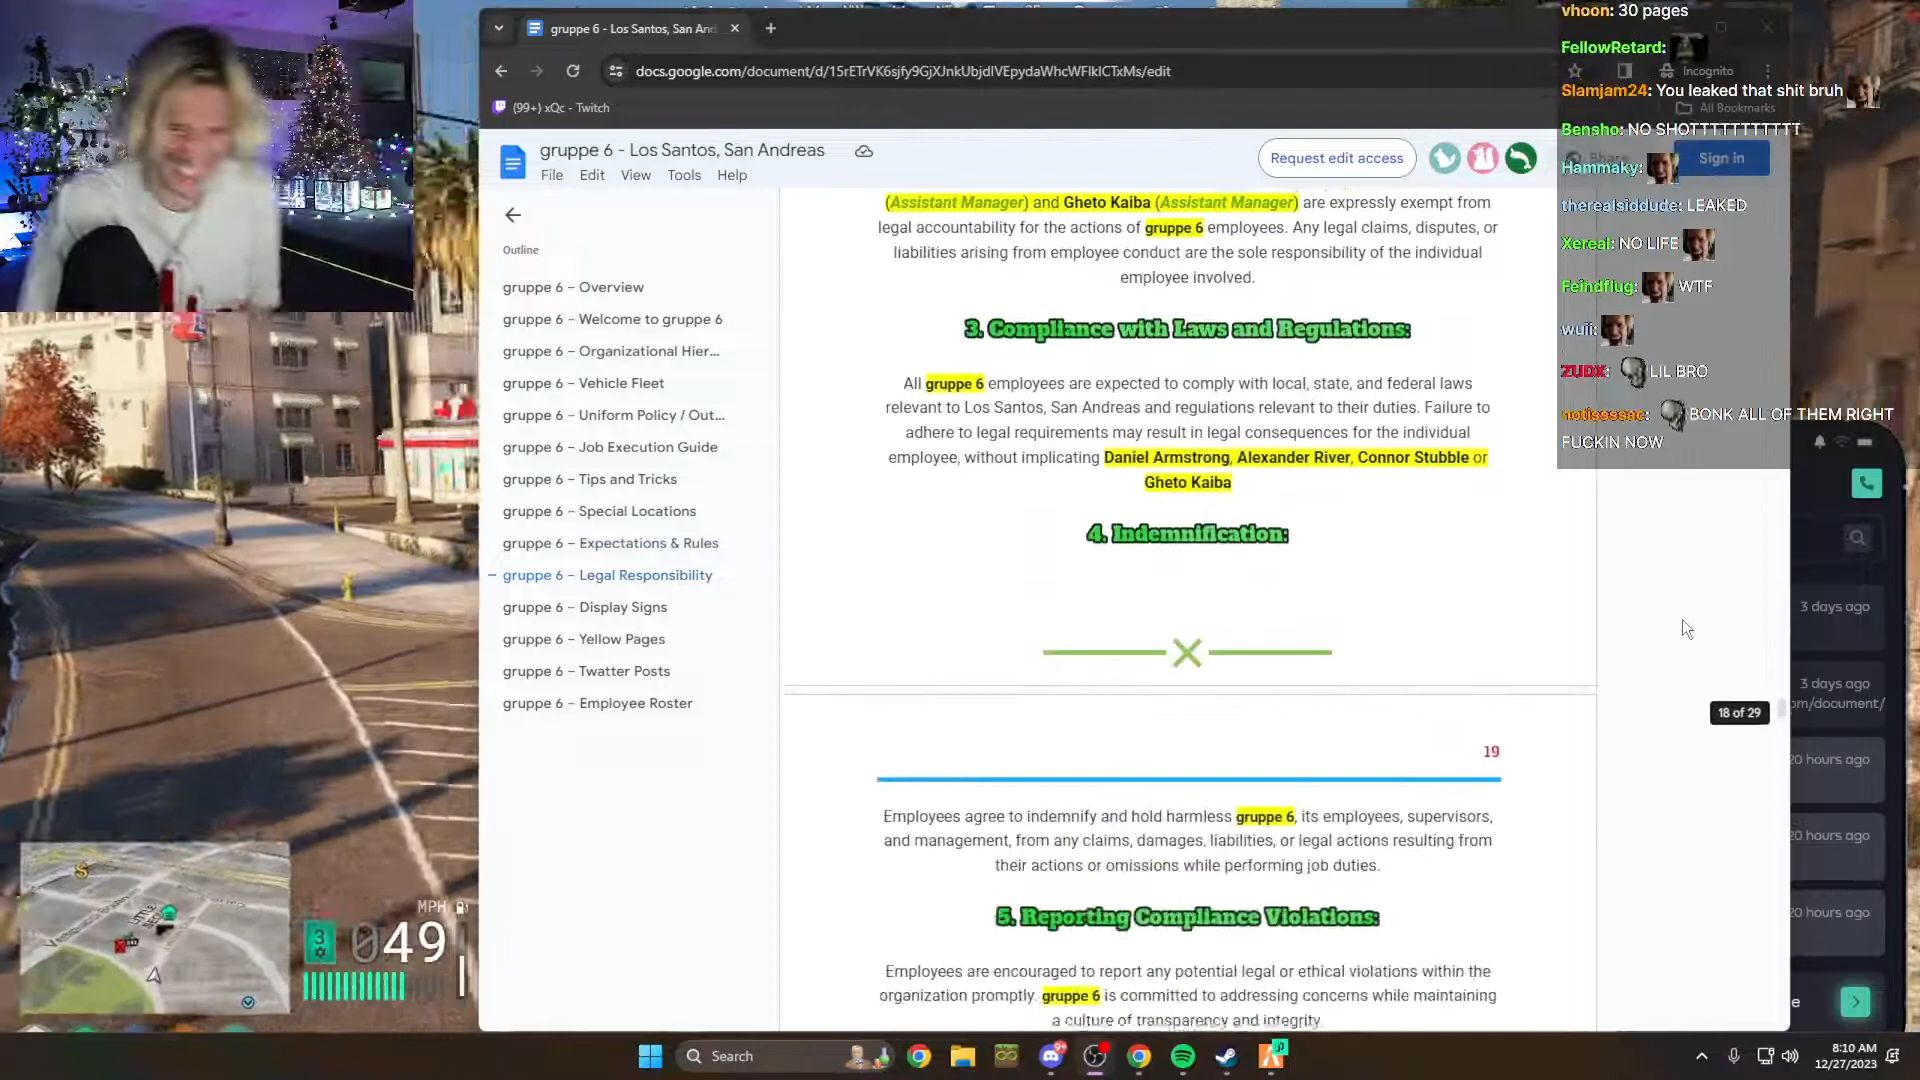 gruppe 6 - Los Santos, San And
docs.google.com/document/d/15rETrVK6sjfy9GjXJnkUbjdIVEpydaWhcWFlklCTxMs/edit
Incognito
(99+) xQc - Twitch
All Bookmarks
gruppe 6 - Los Santos, San Andreas
File Edit View Tools Help
Request edit access
Share
Sign in
vhoon: 30 pages
FellowRetard:
Slamjam24: You leaked that shit bruh
Bensho: NO SHOTTTTTTTTTTT
Hammaky:
therealsiddude: LEAKED
Xereal: NO LIFE
Feindflug: WTF
wuii:
ZUDX: LIL BRO
notissssac: BONK ALL OF THEM RIGHT
FUCKIN NOW
Outline
gruppe 6 – Overview
gruppe 6 – Welcome to gruppe 6
gruppe 6 – Organizational Hier...
gruppe 6 – Vehicle Fleet
gruppe 6 – Uniform Policy / Out...
gruppe 6 – Job Execution Guide
gruppe 6 – Tips and Tricks
gruppe 6 – Special Locations
gruppe 6 – Expectations & Rules
gruppe 6 – Legal Responsibility
gruppe 6 – Display Signs
gruppe 6 – Yellow Pages
gruppe 6 – Twatter Posts
gruppe 6 – Employee Roster
(Assistant Manager) and Gheto Kaiba (Assistant Manager) are expressly exempt from
legal accountability for the actions of gruppe 6 employees. Any legal claims, disputes, or
liabilities arising from employee conduct are the sole responsibility of the individual
employee involved.
3. Compliance with Laws and Regulations:
All gruppe 6 employees are expected to comply with local, state, and federal laws
relevant to Los Santos, San Andreas and regulations relevant to their duties. Failure to
adhere to legal requirements may result in legal consequences for the individual
employee, without implicating Daniel Armstrong, Alexander River, Connor Stubble or
Gheto Kaiba
4. Indemnification:
18 of 29
19
Employees agree to indemnify and hold harmless gruppe 6, its employees, supervisors,
and management, from any claims, damages, liabilities, or legal actions resulting from
their actions or omissions while performing job duties.
5. Reporting Compliance Violations:
Employees are encouraged to report any potential legal or ethical violations within the
organization promptly. gruppe 6 is committed to addressing concerns while maintaining
a culture of transparency and integrity.
3 days ago
3 days ago
om/document/
20 hours ago
20 hours ago
20 hours ago
e
MPH
3
049
Search
8:10 AM
12/27/2023